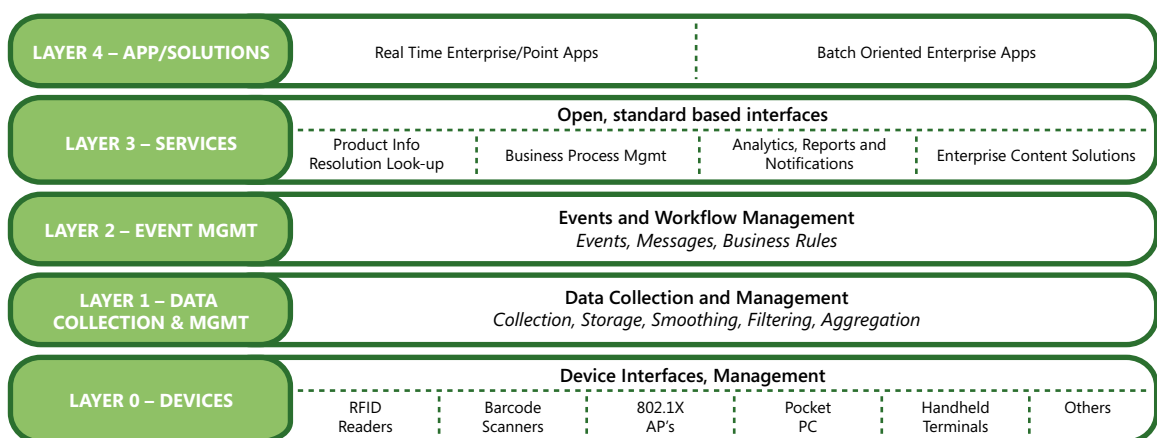 LAYER 4 – APP/SOLUTIONS
Real Time Enterprise/Point Apps
Batch Oriented Enterprise Apps
LAYER 3 – SERVICES
Open, standard based interfaces
Product Info
Resolution Look-up
Business Process Mgmt
Analytics, Reports and
Notifications
Enterprise Content Solutions
LAYER 2 – EVENT MGMT
Events and Workflow Management
Events, Messages, Business Rules
LAYER 1 – DATA
COLLECTION & MGMT
Data Collection and Management
Collection, Storage, Smoothing, Filtering, Aggregation
LAYER 0 – DEVICES
Device Interfaces, Management
RFID
Readers
Barcode
Scanners
802.1X
AP's
Pocket
PC
Handheld
Terminals
Others